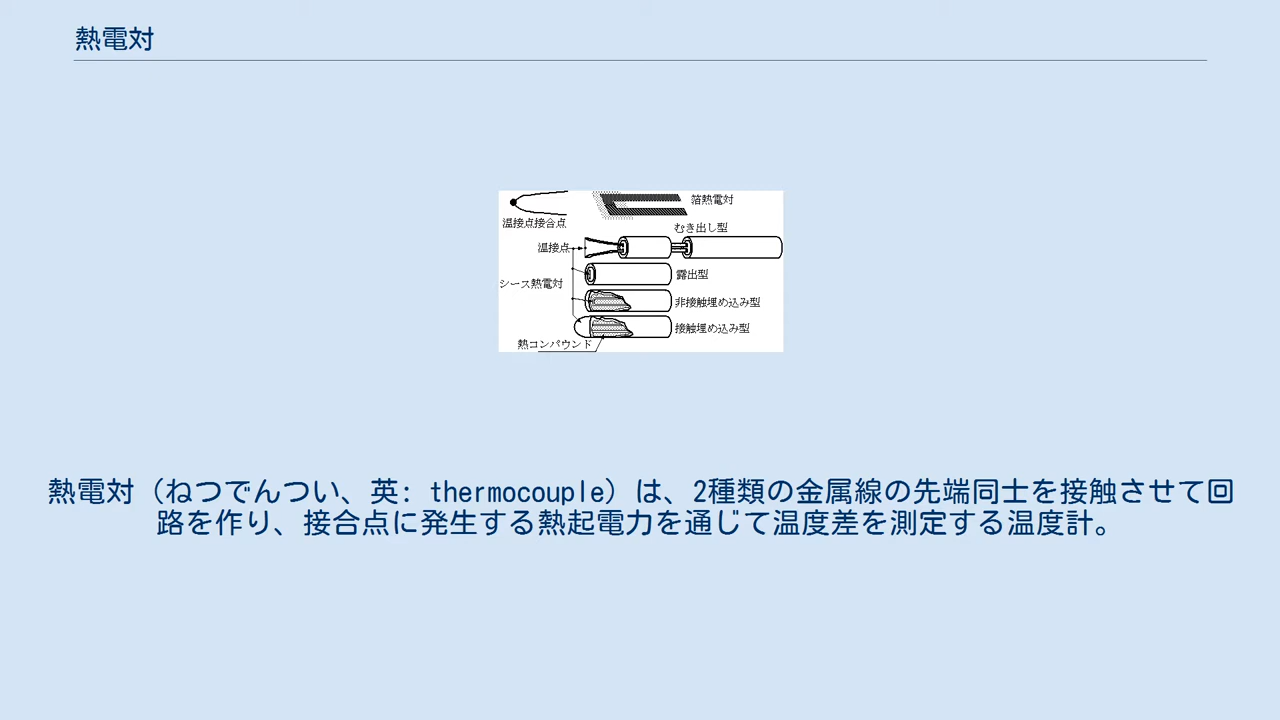 熱電対
箔熱電対
温接点接合点
むき出し型
温接点
露出型
シース熱電対
非接触埋め込み型
接触埋め込み型
熱コンパウンド
熱電対（ねつでんつい、英: thermocouple）は、2種類の金属線の先端同士を接触させて回
路を作り、接合点に発生する熱起電力を通じて温度差を測定する温度計。